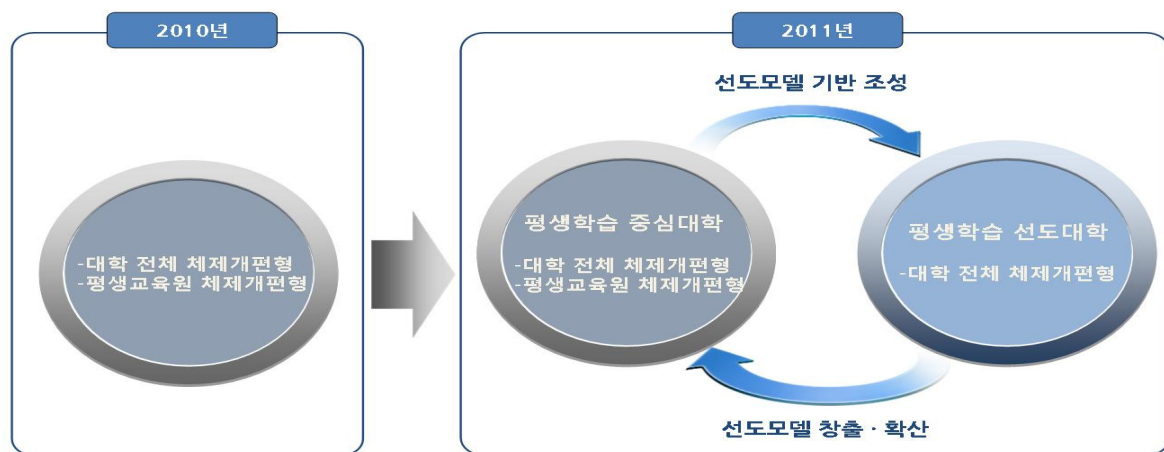 2010년
-대학 전체 체제개편형
-평생교육원 체제개편형
2011년
선도모델 기반 조성
평생학습 중심대학
-대학 전체 체제개편형
-평생교육원 체제개편형
평생학습 선도대학
-대학 전체 체제개편형
선도모델 창출 · 확산